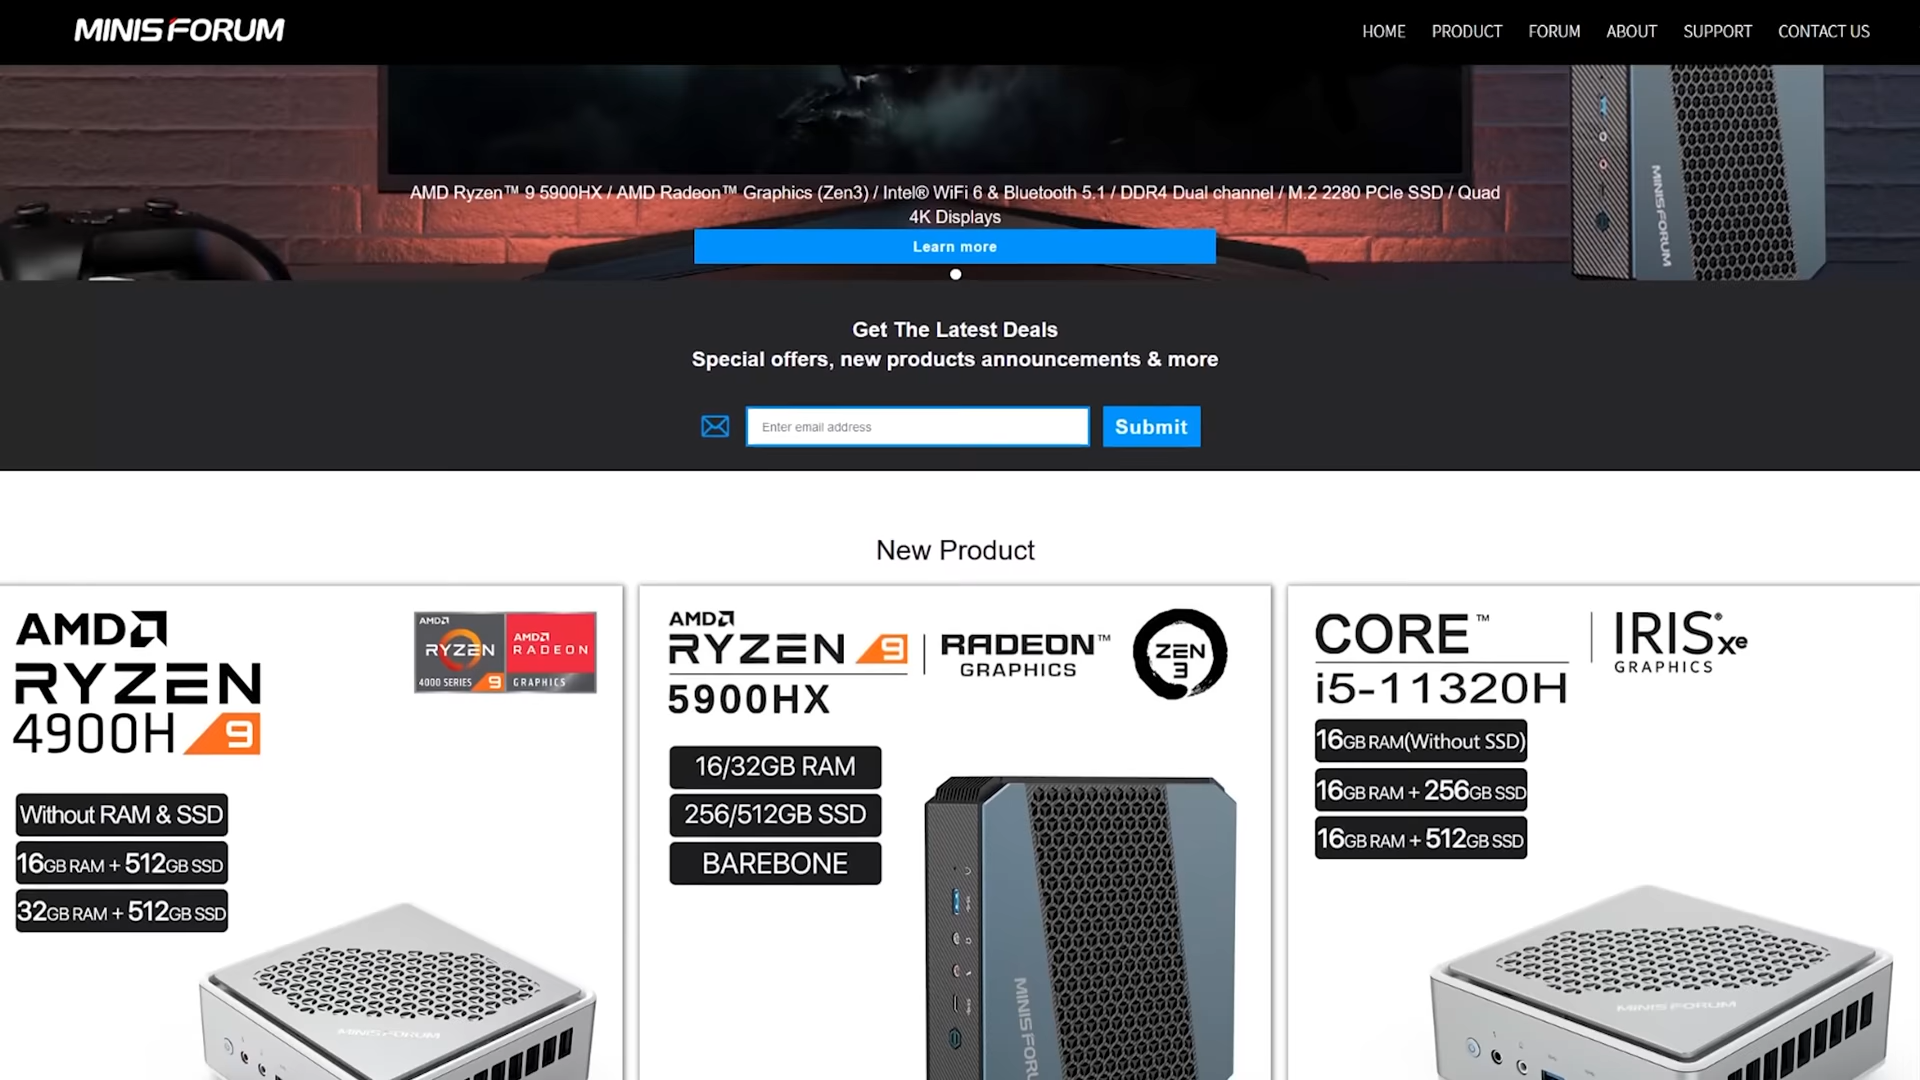 MINISFORUM
HOME PRODUCT FORUM ABOUT SUPPORT CONTACT US
AMD Ryzen™ 9 5900HX / AMD Radeon™ Graphics (Zen3) / Intel® WiFi 6 & Bluetooth 5.1 / DDR4 Dual channel / M.2 2280 PCIe SSD / Quad
4K Displays
MINISFORUM
Learn more
Get The Latest Deals
Special offers, new products announcements & more
Enter email address
Submit
New Product
AMD
RYZEN
4900H 9
AMD
RYZEN
4000 SERIES 9
AMD
RADEON
GRAPHICS
Without RAM & SSD
16GB RAM + 512GB SSD
32GB RAM + 512GB SSD
MINISFORUM
AMD
RYZEN 9
5900HX
RADEON™
GRAPHICS
ZEN
3
16/32GB RAM
256/512GB SSD
BAREBONE
MINISFORU
CORE™
i5-11320H
IRIS® xe
GRAPHICS
16GB RAM(Without SSD)
16GB RAM + 256GB SSD
16GB RAM + 512GB SSD
MINISFORUM